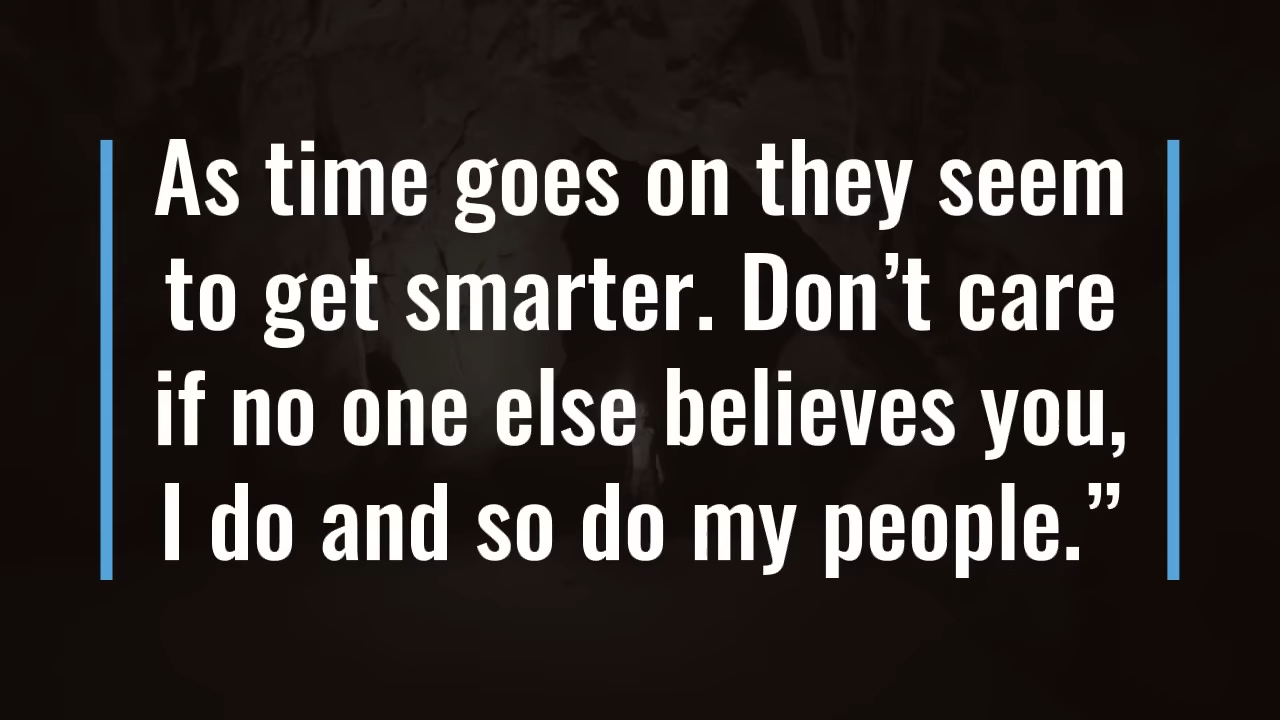 As time goes on they seem
to get smarter. Don’t care
if no one else believes you,
I do and so do my people.”